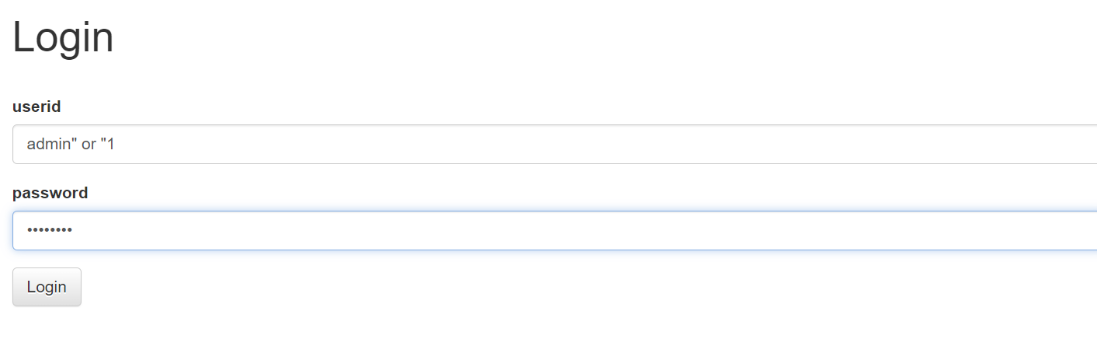 Login
userid
admin" or "1
password
••••••••
Login